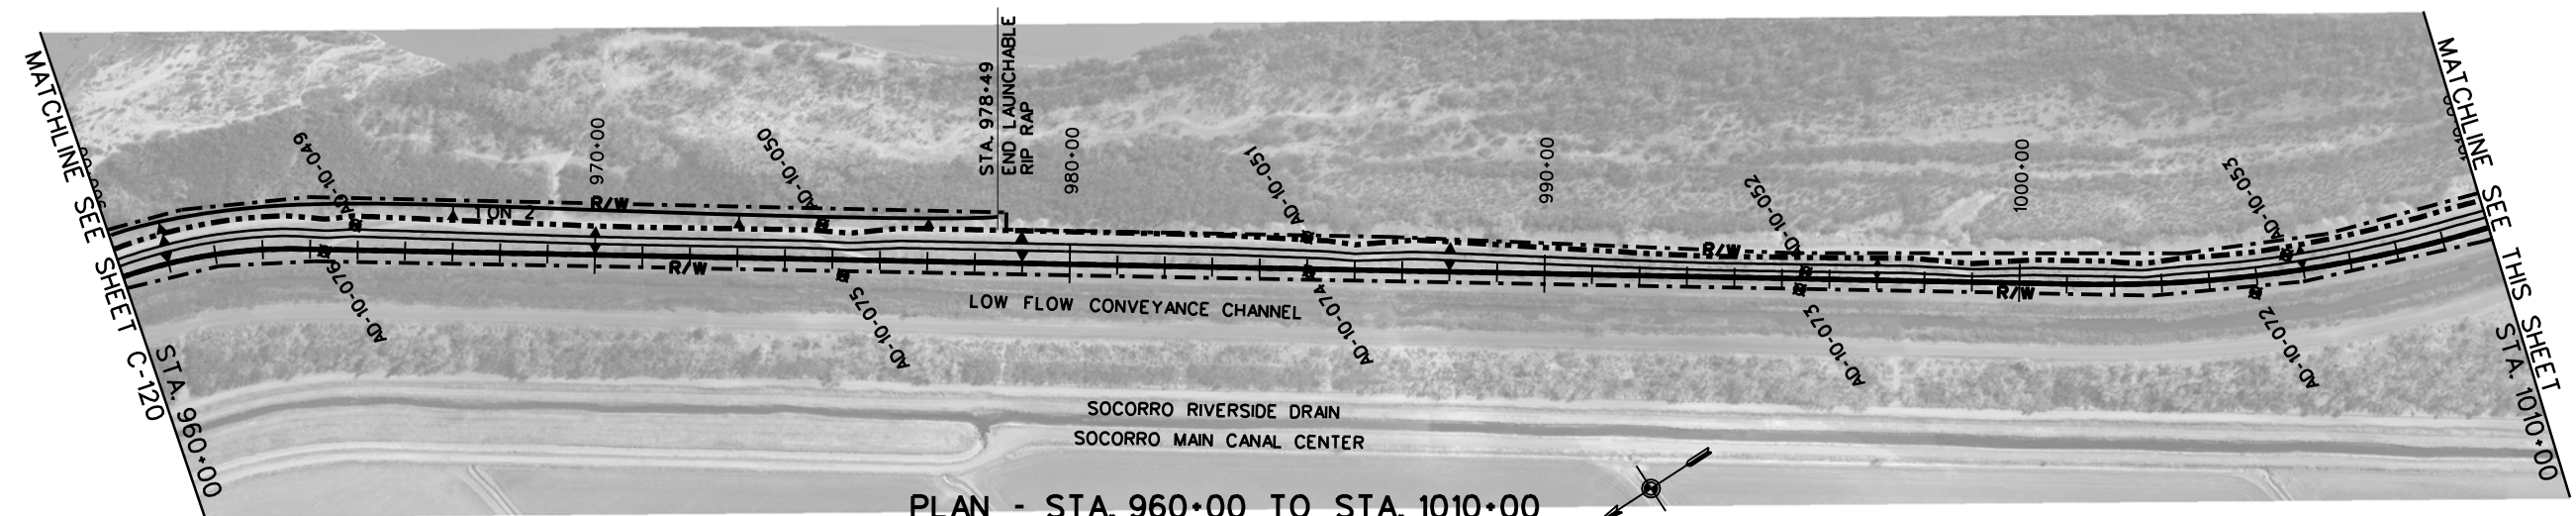 MATCHLINE SEE SHEET C-120
STA. 960+00
AD-10-049
1 ON 2
970+00
R/W
AD-10-050
STA. 978+49
END LAUNCHABLE
RIP RAP
980+00
AD-10-051
990+00
R/W
AD-10-052
1000+00
AD-10-053
MATCHLINE SEE THIS SHEET
STA. 1010+00
AD-10-076
R/W
AD-10-075
LOW FLOW CONVEYANCE CHANNEL
AD-10-074
AD-10-073
R/W
AD-10-072
SOCORRO RIVERSIDE DRAIN
SOCORRO MAIN CANAL CENTER
PLAN - STA. 960+00 TO STA. 1010+00